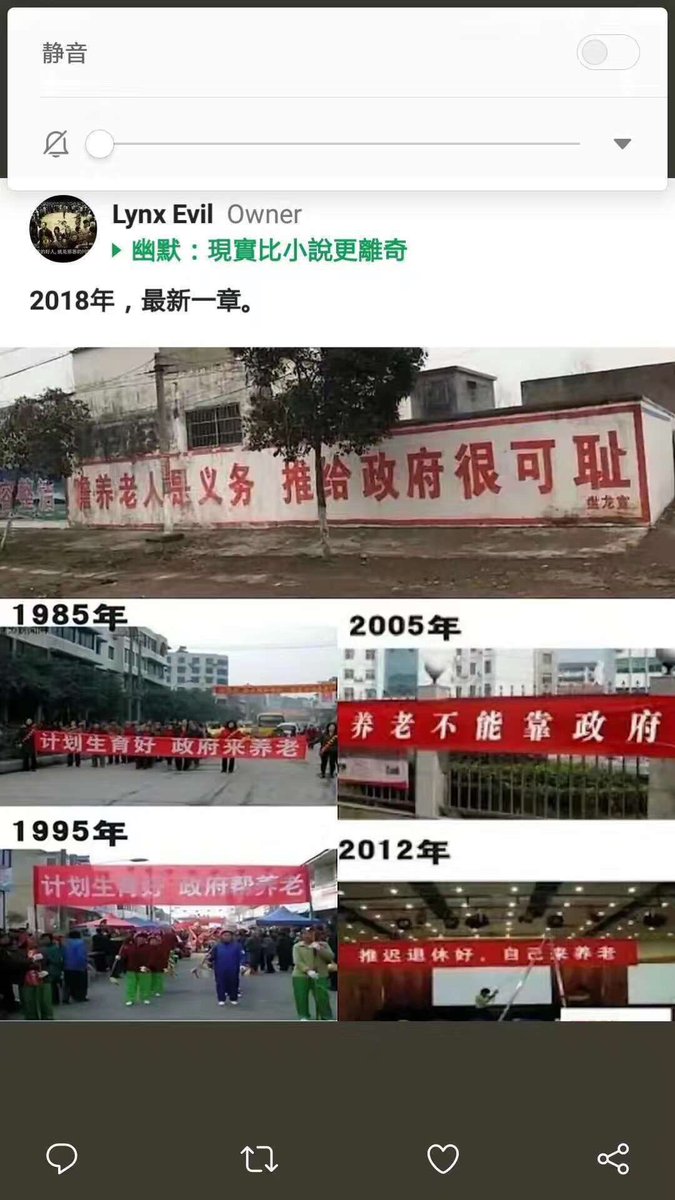 静音
Lynx Evil Owner
幽默：現實比小說更離奇
2018年，最新一章。
赡养老人是义务 推给政府很可耻
盘龙宣
1985年
计划生育好 政府来养老
2005年
养老不能靠政府
1995年
计划生育好 政府帮养老
2012年
推迟退休好。自己来养老